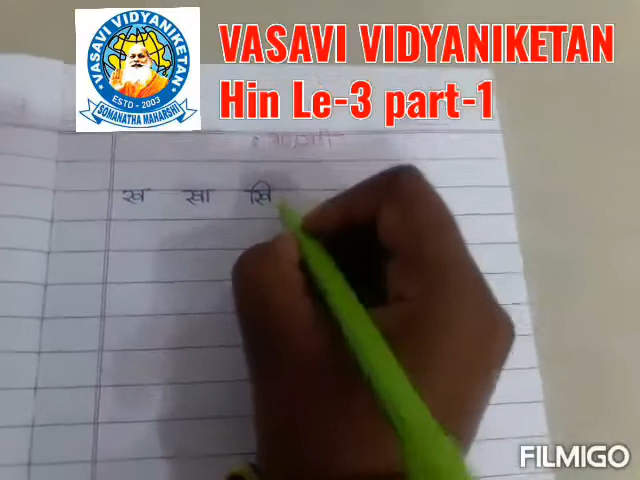 VASAVI VIDYANIKETAN
ESTD - 2003
SOMANATHA MAHARSHI
VASAVI VIDYANIKETAN
Hin Le-3 part-1
ख खा खि
FILMIGO